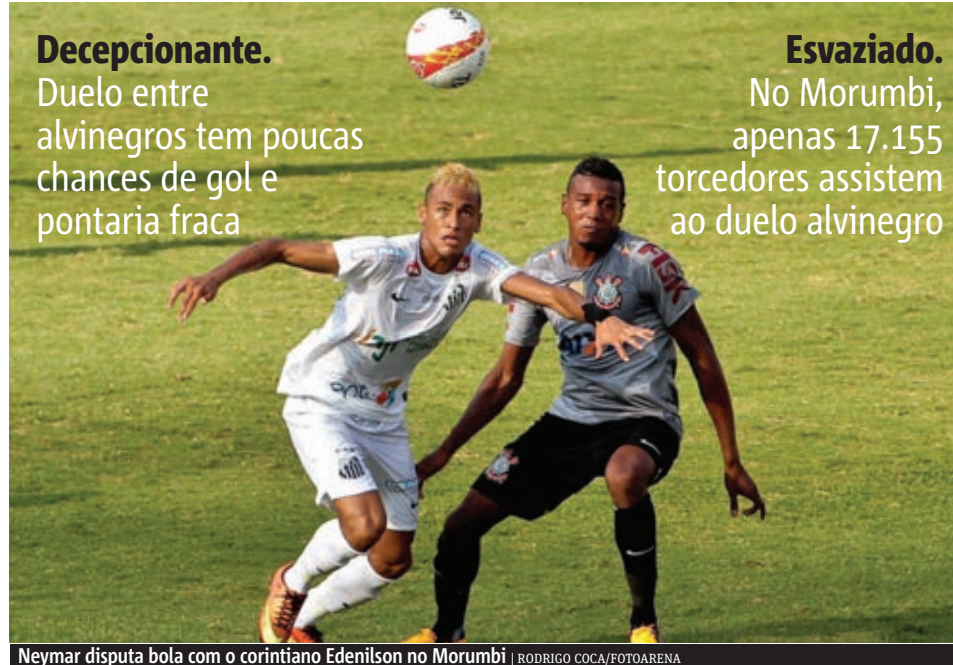 Decepcionante.
Duelo entre
alvinegros tem poucas
chances de gol e
pontaria fraca
Esvaziado.
No Morumbi,
apenas 17.155
torcedores assistem
ao duelo alvinegro
FISK
Neymar disputa bola com o corintiano Edenilson no Morumbi | RODRIGO COCA/FOTOARENA